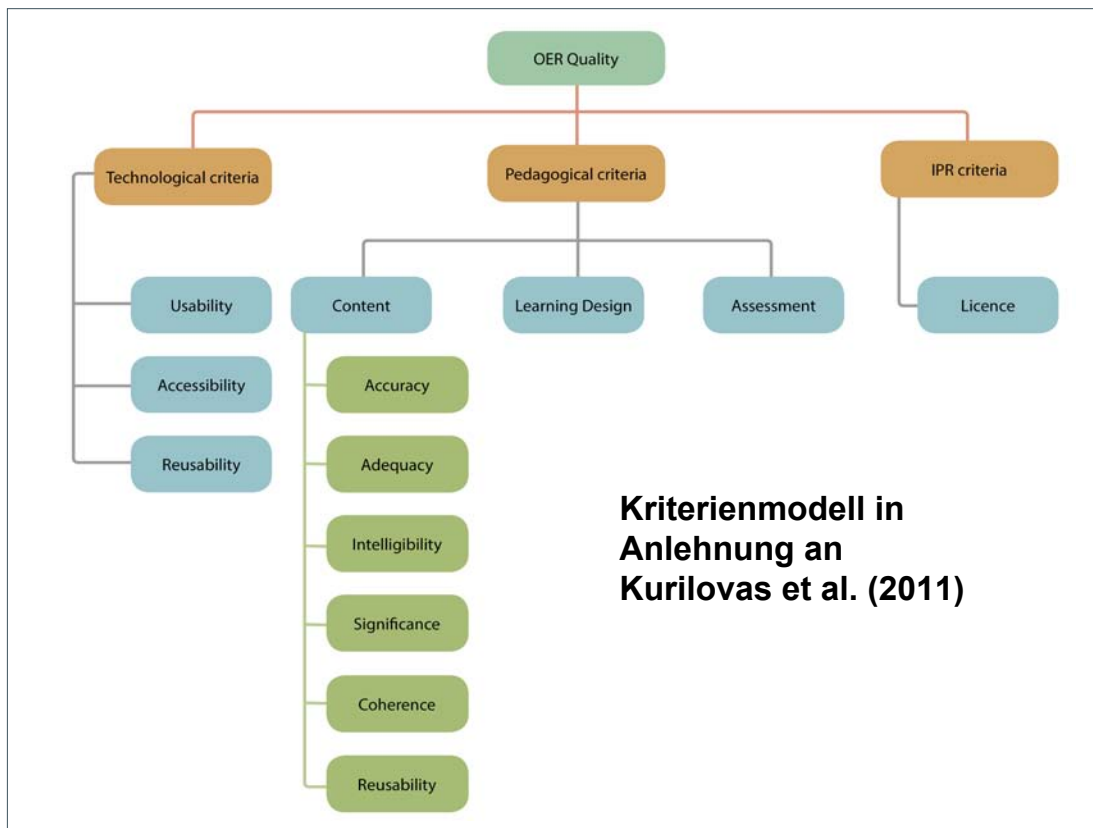 OER Quality
Technological criteria
Pedagogical criteria
IPR criteria
Usability
Content
Learning Design
Assessment
Licence
Accessibility
Accuracy
Reusability
Adequacy
Intelligibility
Significance
Coherence
Reusability
Kriterienmodell in
Anlehnung an
Kurilovas et al. (2011)